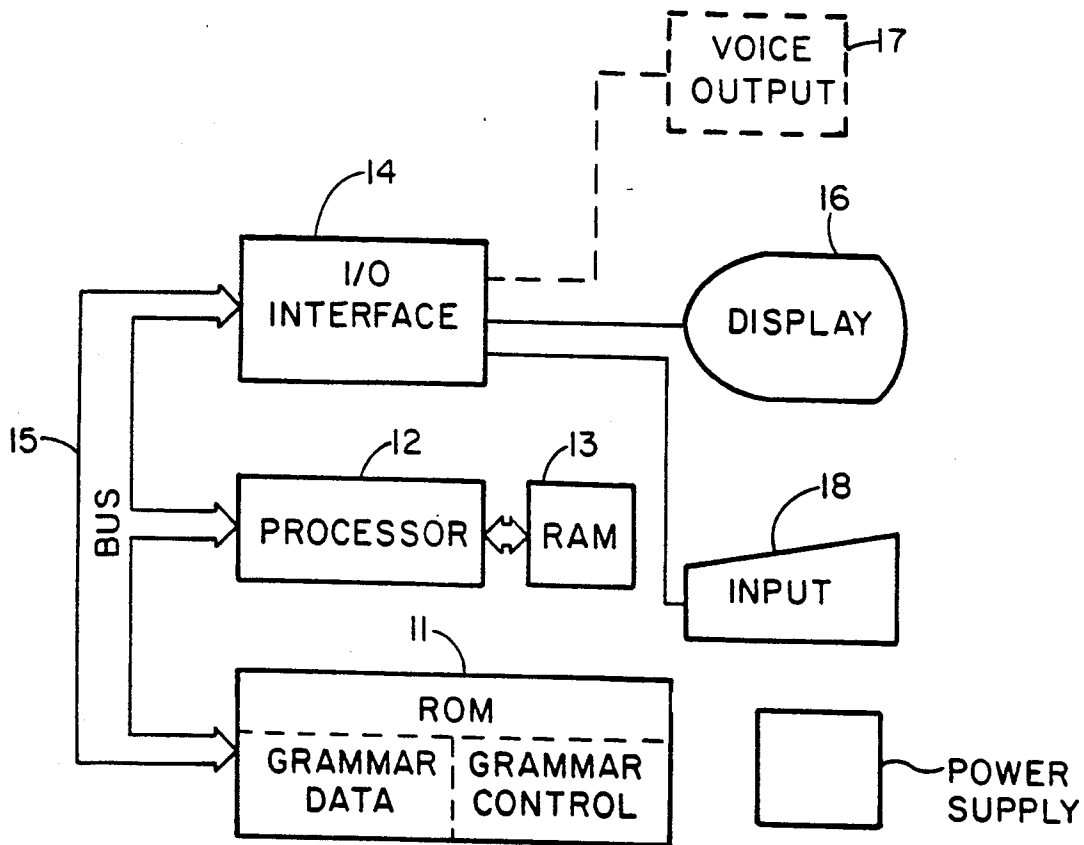 VOICE
OUTPUT
17
14
16
I/O
INTERFACE
DISPLAY
15
BUS
12
13
18
PROCESSOR
RAM
INPUT
11
ROM
GRAMMAR
DATA
GRAMMAR
CONTROL
POWER
SUPPLY